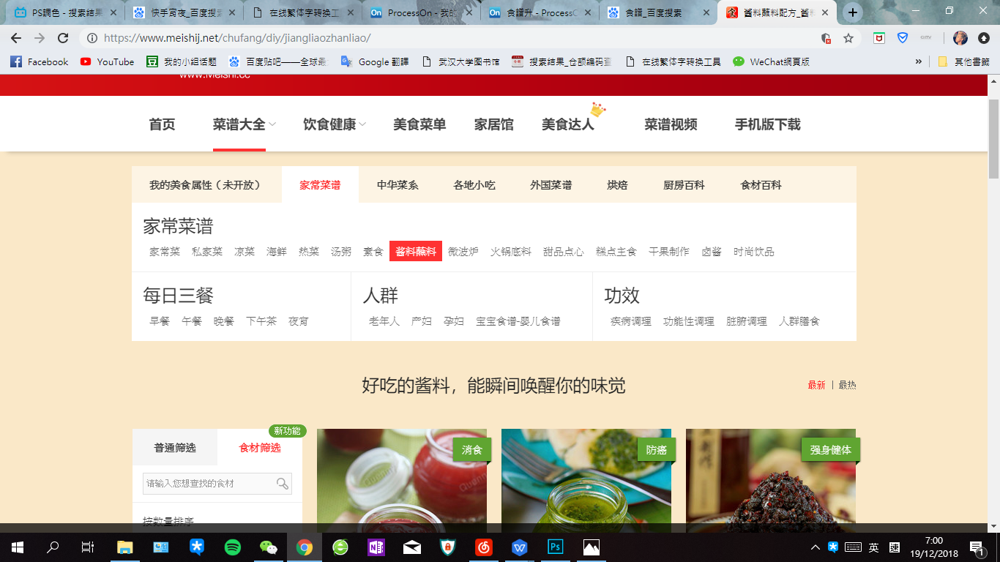 PS調色 - 搜索结果
快手宵夜_百度搜索
在线繁体字转换工
ProcessOn - 我的
食譜升 - ProcessO
食譜_百度搜索
酱料蘸料配方_酱料
https://www.meishij.net/chufang/diy/jiangliaozhanliao/
Facebook YouTube 我的小组话题 百度贴吧——全球最 Google 翻譯 武汉大学图书馆 搜索结果_仓颉编码查 在线繁体字转换工具 WeChat網頁版 » 其他書籤
www.Meishi.cc
首页 菜谱大全 饮食健康 美食菜单 家居馆 美食达人 菜谱视频 手机版下载
我的美食属性（未开放） 家常菜谱 中华菜系 各地小吃 外国菜谱 烘焙 厨房百科 食材百科
家常菜谱
家常菜 私家菜 凉菜 海鲜 热菜 汤粥 素食 酱料蘸料 微波炉 火锅底料 甜品点心 糕点主食 干果制作 卤酱 时尚饮品
每日三餐 人群 功效
早餐 午餐 晚餐 下午茶 夜宵 老年人 产妇 孕妇 宝宝食谱-婴儿食谱 疾病调理 功能性调理 脏腑调理 人群膳食
好吃的酱料，能瞬间唤醒你的味觉
最新 | 最热
新功能
普通筛选 食材筛选
消食 防癌 强身健体
请输入您想查找的食材
按数量排序
英 速 7:00
19/12/2018
1